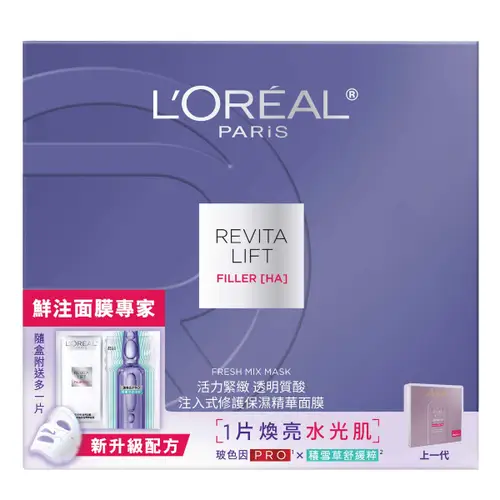 L'ORÉAL®
PARIS
REVITA
LIFT
FILLER [HA]
鮮注面膜專家
隨盒附送多一片
L'ORÉAL
REVITA
LIFT
新升級配方
FRESH MIX MASK
活力緊緻 透明質酸
注入式修護保濕精華面膜
1片煥亮水光肌
玻色因PRO¹×積雪草舒緩粹²
上一代